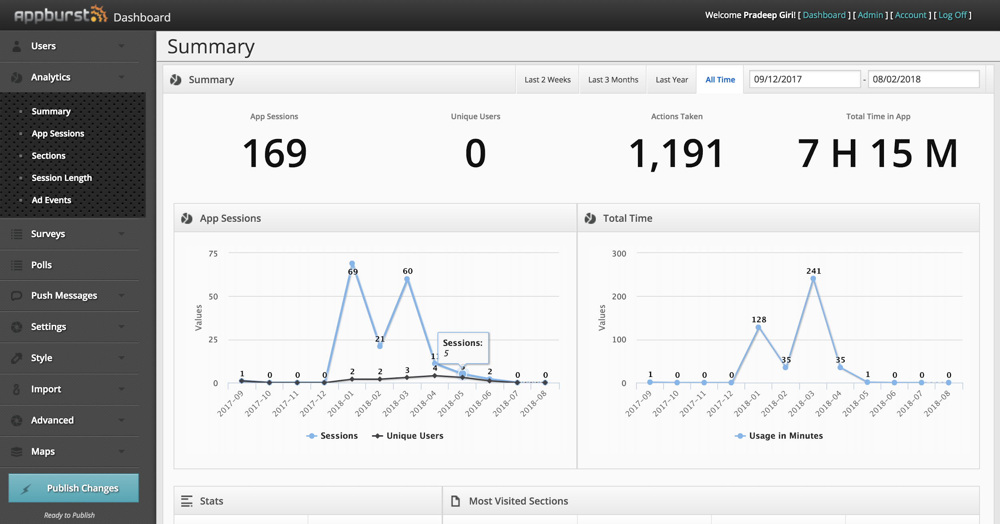 appburst Dashboard
Welcome Pradeep Giri! [ Dashboard ] [ Admin ] [ Account ] [ Log Off ]
Users
Analytics
Summary
App Sessions
Sections
Session Length
Ad Events
Surveys
Polls
Push Messages
Settings
Style
Import
Advanced
Maps
Publish Changes
Ready to Publish
Summary
Summary
Last 2 Weeks
Last 3 Months
Last Year
All Time
09/12/2017 - 08/02/2018
App Sessions
169
Unique Users
0
Actions Taken
1,191
Total Time in App
7 H 15 M
App Sessions
75
50
25
0
Values
69
60
21
11
Sessions:
5
5
1
0
0
0
2
2
3
4
2
0
0
2017-09
2017-10
2017-11
2017-12
2018-01
2018-02
2018-03
2018-04
2018-05
2018-06
2018-07
2018-08
Sessions
Unique Users
Total Time
300
200
100
0
Values
1
0
0
0
128
35
241
35
1
0
0
0
2017-09
2017-10
2017-11
2017-12
2018-01
2018-02
2018-03
2018-04
2018-05
2018-06
2018-07
2018-08
Usage in Minutes
Stats
Most Visited Sections